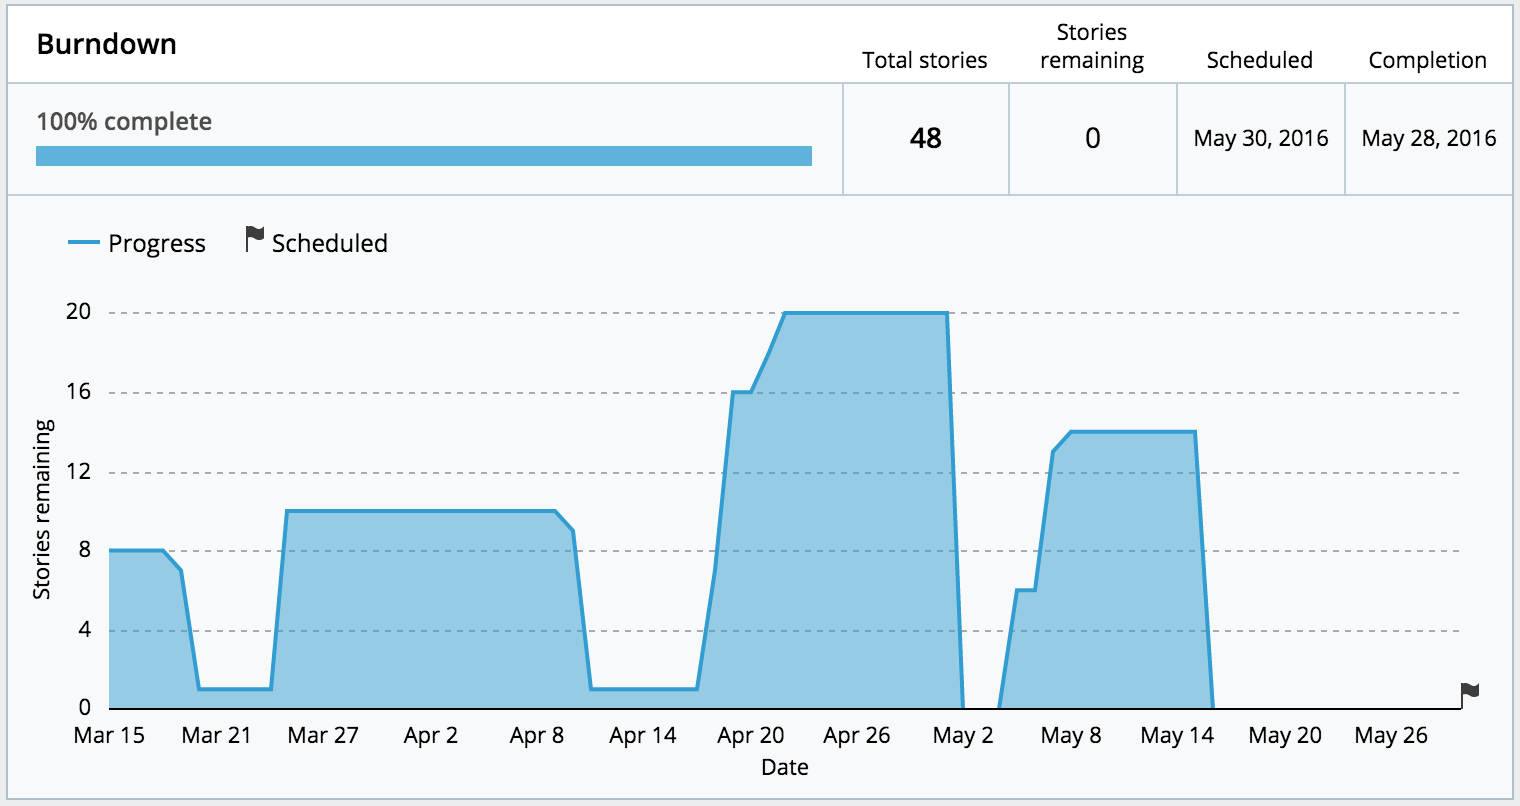 Burndown
Total stories
Stories
remaining
Scheduled
Completion
100% complete
48
0
May 30, 2016
May 28, 2016
Progress
Scheduled
20
16
12
8
4
0
Stories remaining
Mar 15
Mar 21
Mar 27
Apr 2
Apr 8
Apr 14
Apr 20
Apr 26
May 2
May 8
May 14
May 20
May 26
Date